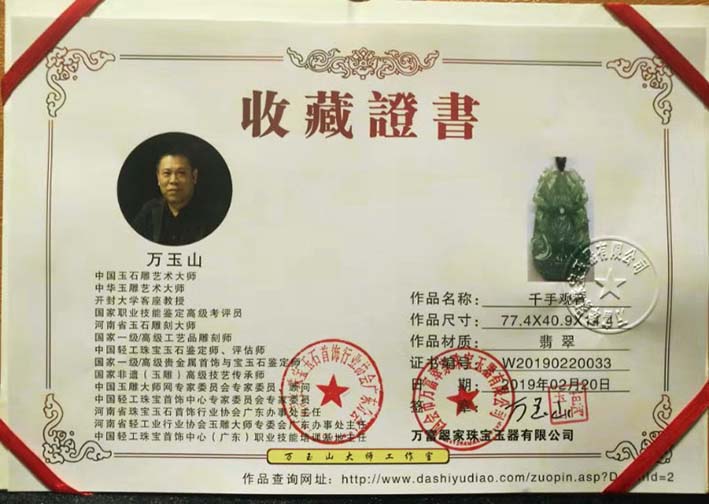 收藏證書
万玉山
中国玉石雕艺术大师
中华玉雕艺术大师
开封大学客座教授
国家职业技能鉴定高级考评员
河南省玉石雕刻大师
国家一级/高级工艺品雕刻师
中国轻工珠宝玉石鉴定师、评估师
国家一级/高级贵金属首饰与宝玉石鉴定师
国家非遗（玉雕）高级技艺传承师
中国玉雕大师网专家委员会专家委员、顾问
中国轻工珠宝首饰中心专家委员会专家委员
河南省珠宝玉石首饰行业协会广东办事处主任
河南省轻工业行业协会玉雕大师专委会广东办事处主任
中国轻工珠宝首饰中心（广东）职业技能培训基地主任
作品名称：千手观音
作品尺寸：77.4X40.9X14.4
作品材质：翡翠
证书编号：W20190220033
日期：2019年02月20日
签章：万玉山
万富翠家珠宝玉器有限公司
万玉山大师工作室
作品查询网址：http://www.dashiyudiao.com/zuopin.asp?D
Id=2